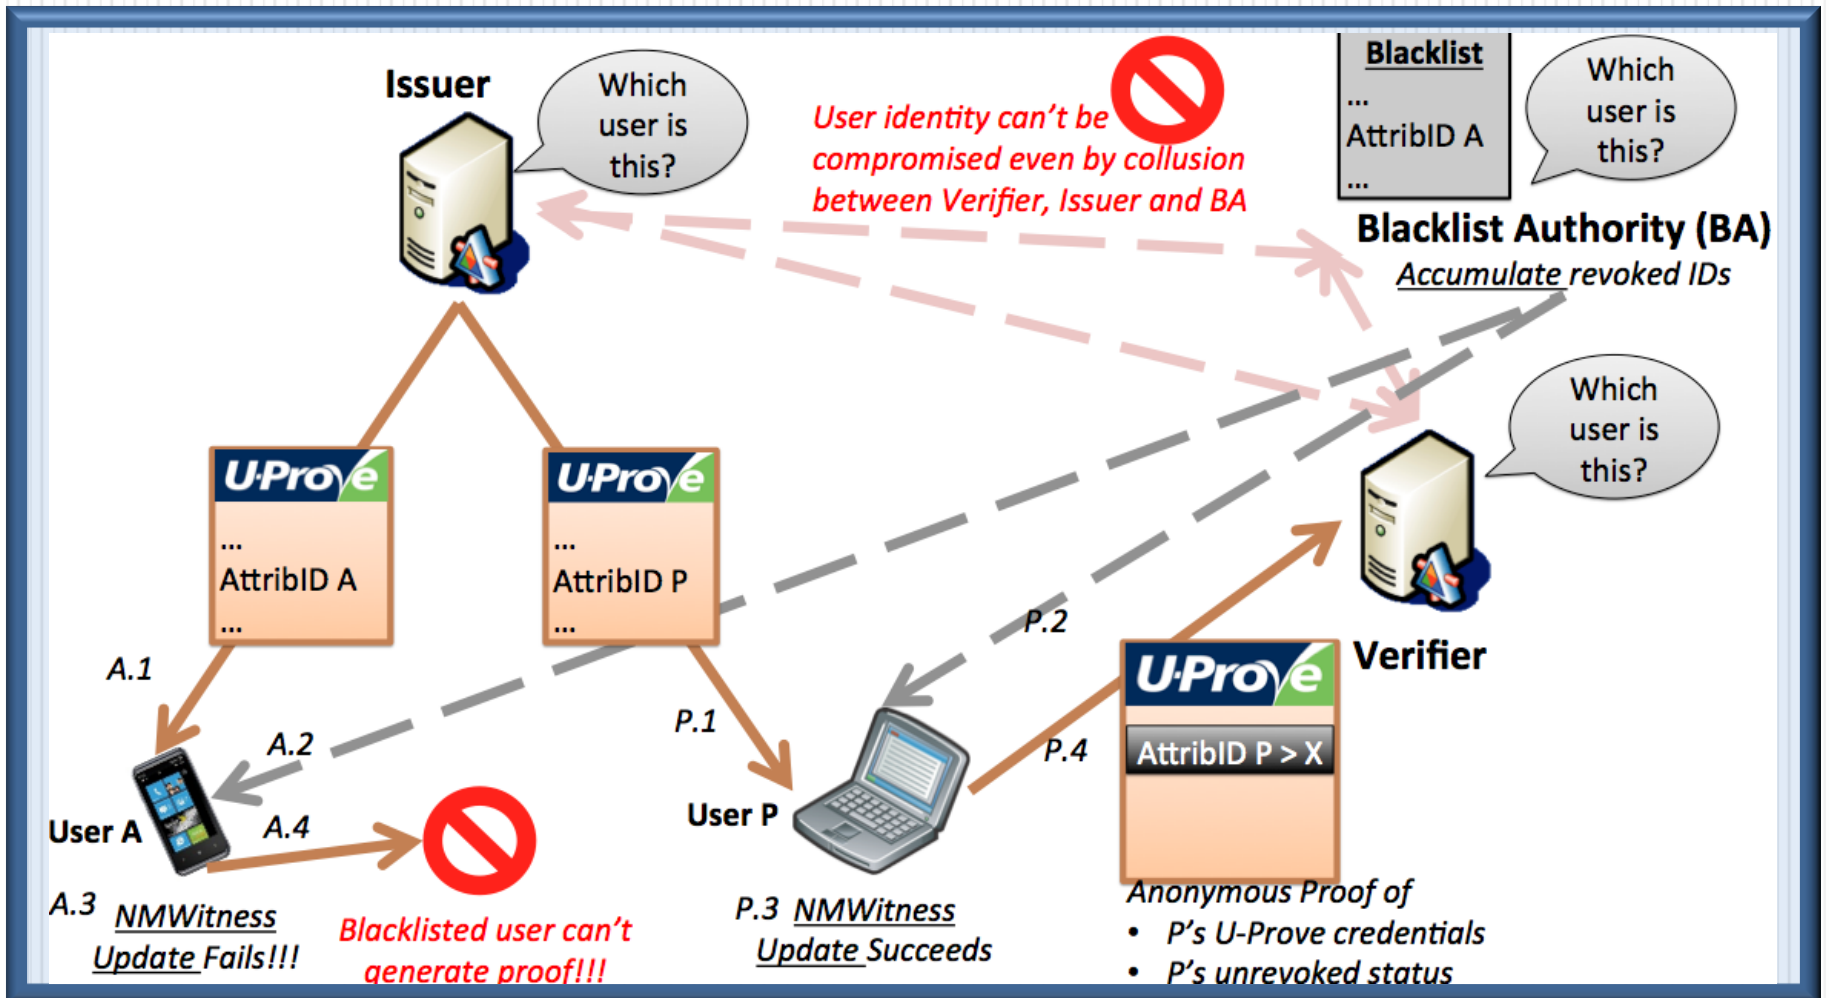 Issuer
Which
user is
this?
User identity can't be
compromised even by collusion
between Verifier, Issuer and BA
Blacklist
...
AttribID A
...
Which
user is
this?
Blacklist Authority (BA)
Accumulate revoked IDs
Which
user is
this?
U-Prove
...
AttribID A
...
U-Prove
...
AttribID P
...
A.1
A.2
P.1
P.2
Verifier
U-Prove
AttribID P > X
P.4
User A
A.4
User P
A.3 NMWitness
Update Fails!!!
Blacklisted user can't
generate proof!!!
P.3 NMWitness
Update Succeeds
Anonymous Proof of
• P's U-Prove credentials
• P's unrevoked status